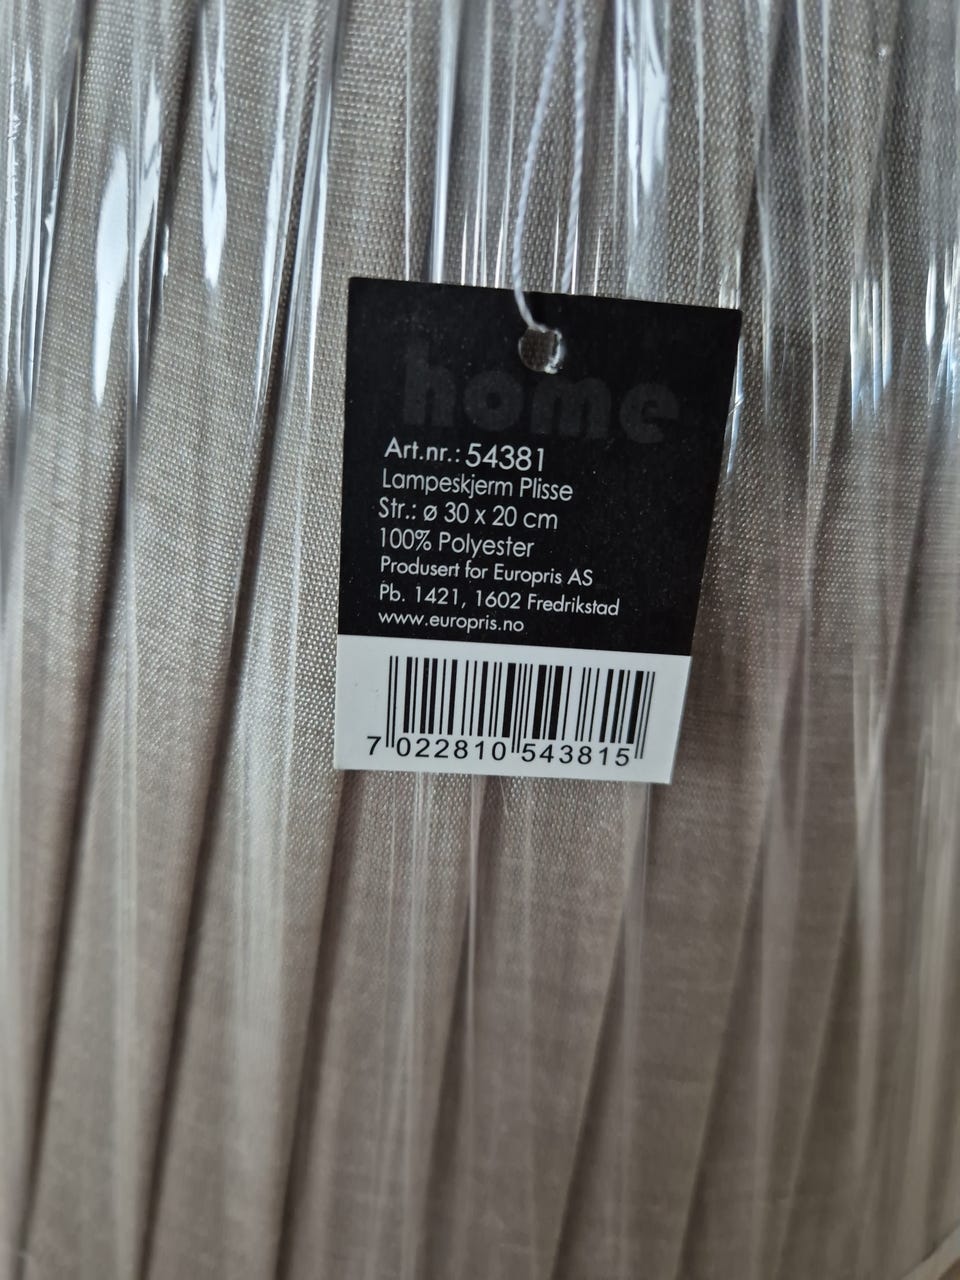 home
Art.nr.: 54381
Lampeskjerm Plisse
Str.: ø 30 x 20 cm
100% Polyester
Produsert for Europris AS
Pb. 1421, 1602 Fredrikstad
www.europris.no
7 022810 543815